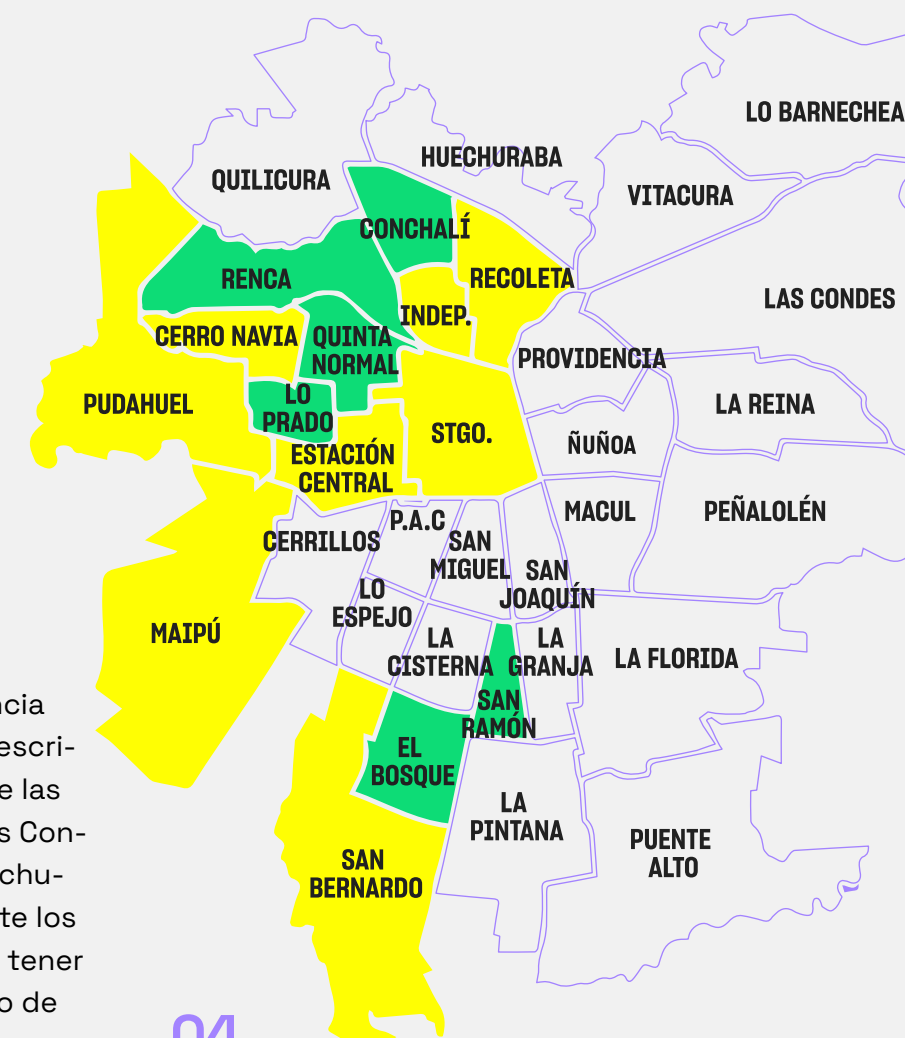 LO BARNECHEA
HUECHURABA
QUILICURA
VITACURA
CONCHALÍ
RENCA
RECOLETA
LAS CONDES
INDEP.
CERRO NAVIA
QUINTA
NORMAL
PROVIDENCIA
PUDAHUEL
LO
PRADO
LA REINA
STGO.
ÑUÑOA
ESTACIÓN
CENTRAL
MACUL
PEÑALOLÉN
P.A.C
CERRILLOS
SAN
MIGUEL
SAN
JOAQUÍN
LO
ESPEJO
MAIPÚ
LA
CISTERNA
LA
GRANJA
LA FLORIDA
SAN
RAMÓN
EL
BOSQUE
LA
PINTANA
PUENTE
ALTO
SAN
BERNARDO
ncia
escri-
e las
s Con-
chu-
te los
tener
o de
04